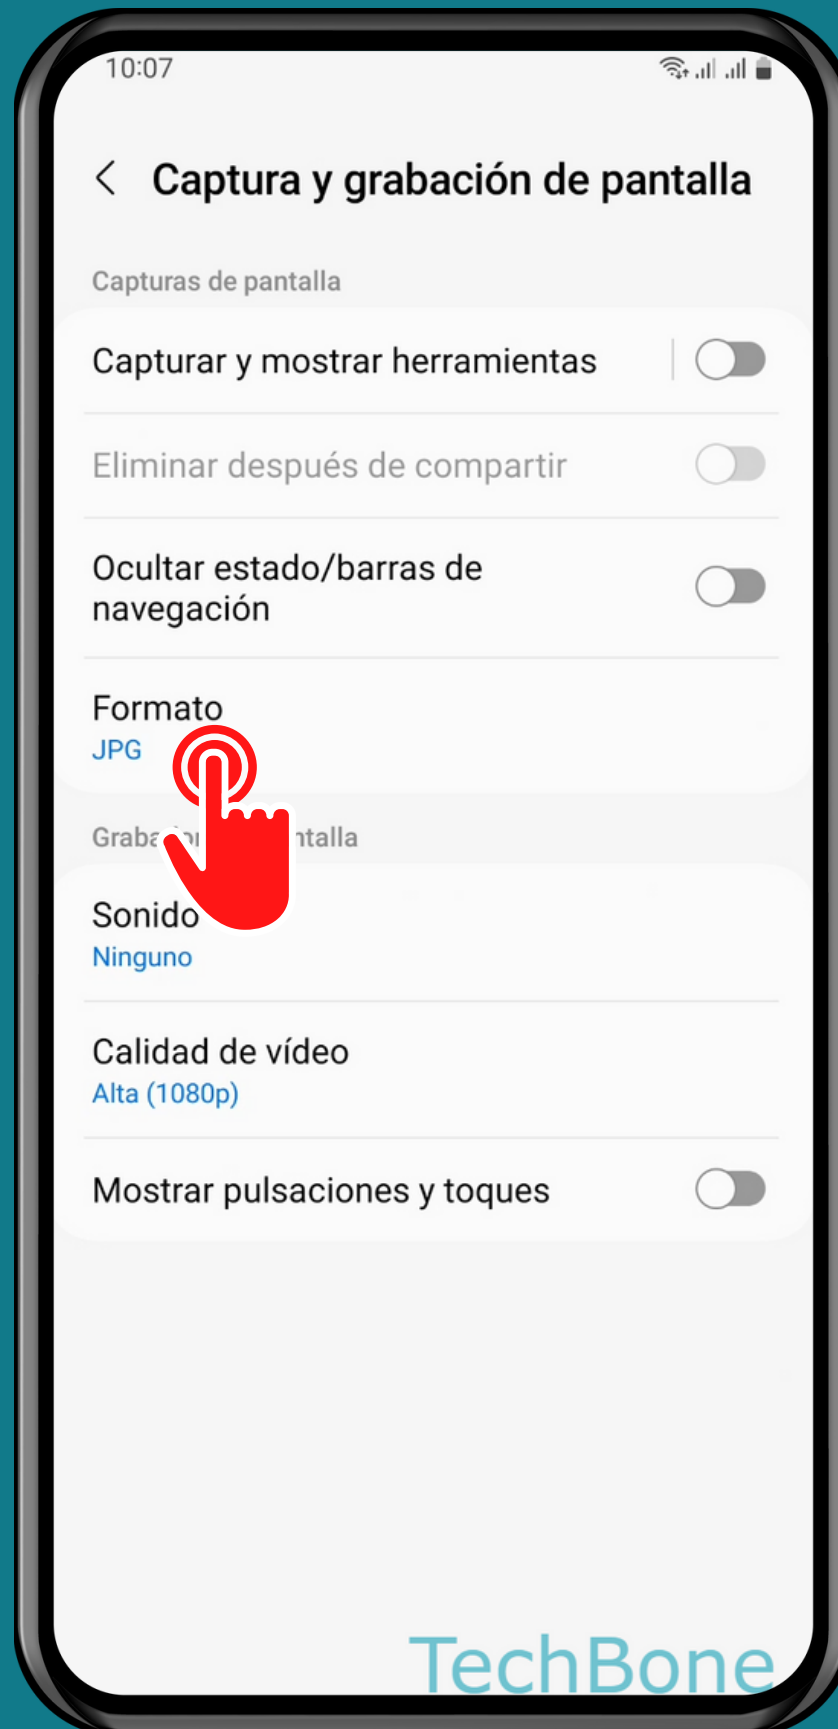 10:07
Captura y grabación de pantalla
Capturas de pantalla
Capturar y mostrar herramientas
Eliminar después de compartir
Ocultar estado/barras de
navegación
Formato
JPG
Sonido
Ninguno
Calidad de vídeo
Alta (1080p)
Mostrar pulsaciones y toques
TechBone